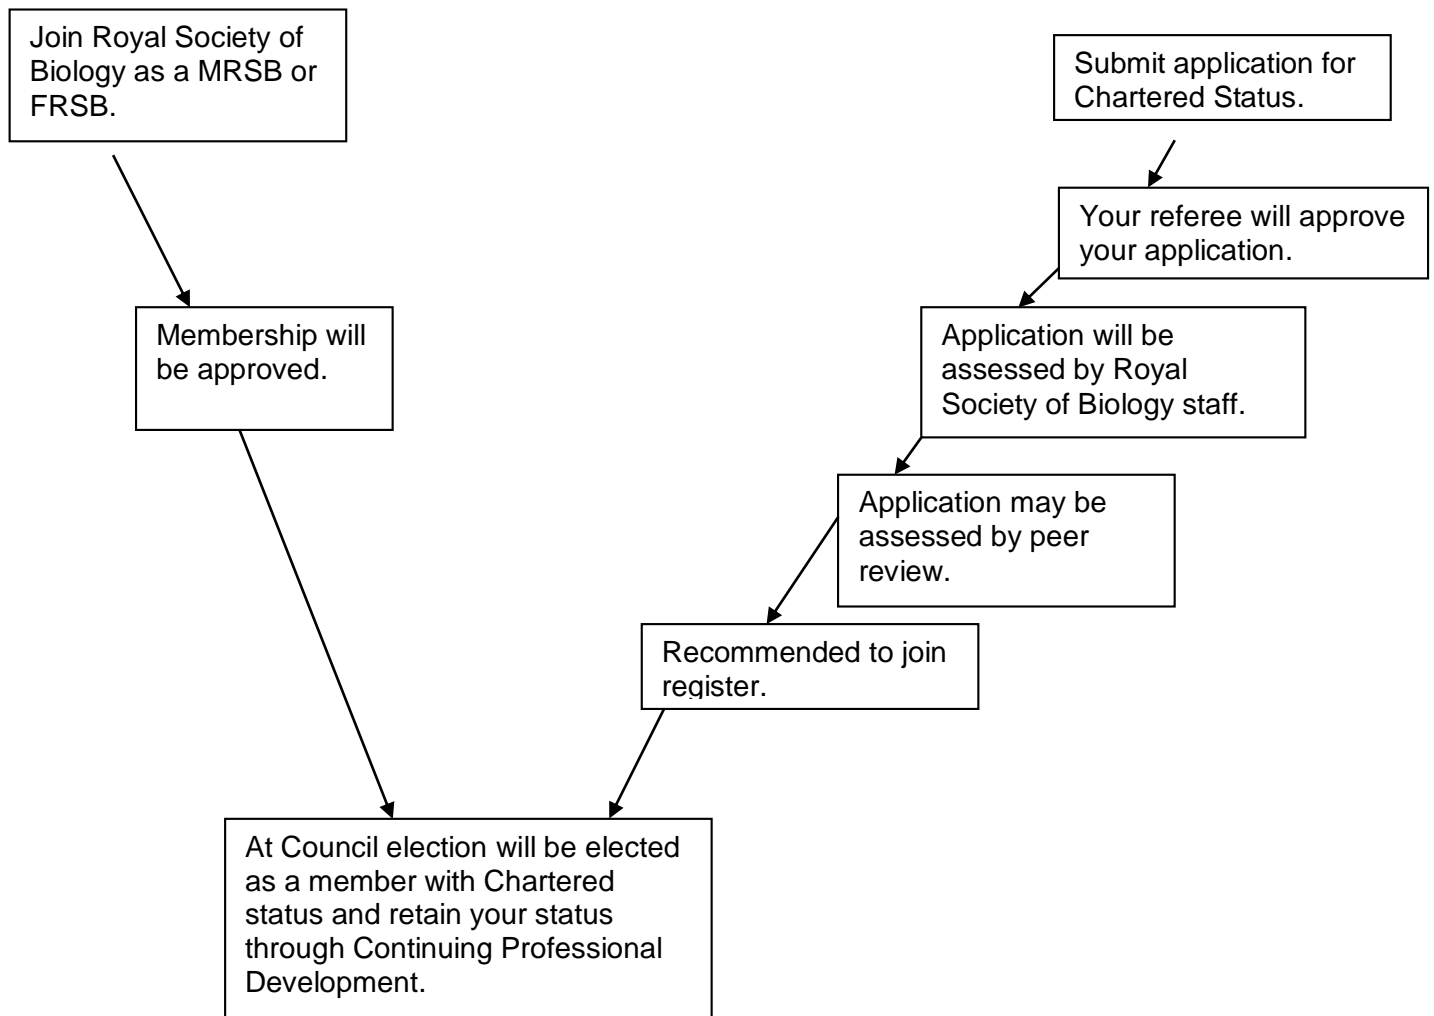 Join Royal Society of
Biology as a MRSB or
FRSB.
Submit application for
Chartered Status.
Your referee will approve
your application.
Membership will
be approved.
Application will be
assessed by Royal
Society of Biology staff.
Application may be
assessed by peer
review.
Recommended to join
register.
At Council election will be elected
as a member with Chartered
status and retain your status
through Continuing Professional
Development.